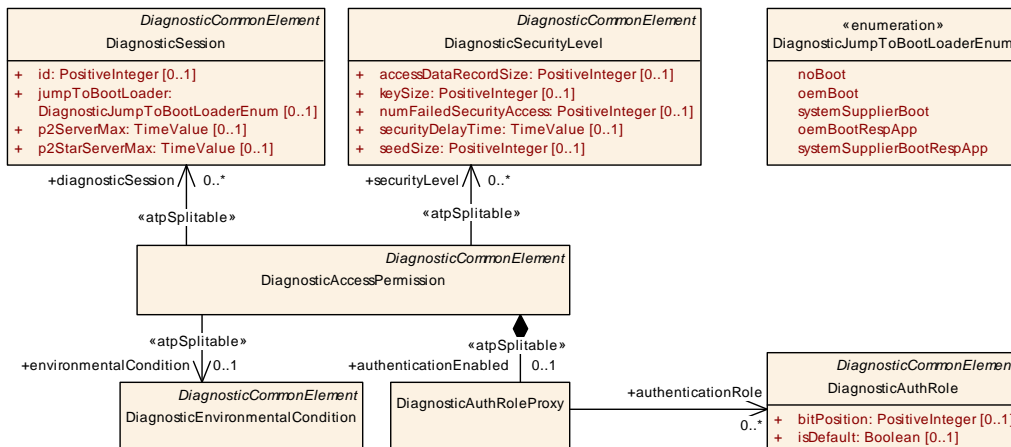 DiagnosticCommonElement
DiagnosticSession
+ id: PositiveInteger [0..1]
+ jumpToBootLoader:
DiagnosticJumpToBootLoaderEnum [0..1]
+ p2ServerMax: TimeValue [0..1]
+ p2StarServerMax: TimeValue [0..1]
DiagnosticCommonElement
DiagnosticSecurityLevel
+ accessDataRecordSize: PositiveInteger [0..1]
+ keySize: PositiveInteger [0..1]
+ numFailedSecurityAccess: PositiveInteger [0..1]
+ securityDelayTime: TimeValue [0..1]
+ seedSize: PositiveInteger [0..1]
«enumeration»
DiagnosticJumpToBootLoaderEnum
noBoot
oemBoot
systemSupplierBoot
oemBootRespApp
systemSupplierBootRespApp
+diagnosticSession 0..*
«atpSplitable»
+securityLevel 0..*
«atpSplitable»
DiagnosticCommonElement
DiagnosticAccessPermission
«atpSplitable»
+environmentalCondition 0..1
«atpSplitable»
+authenticationEnabled 0..1
DiagnosticCommonElement
DiagnosticEnvironmentalCondition
DiagnosticAuthRoleProxy
+authenticationRole
0..*
DiagnosticCommonElement
DiagnosticAuthRole
+ bitPosition: PositiveInteger [0..1]
+ isDefault: Boolean [0..1]